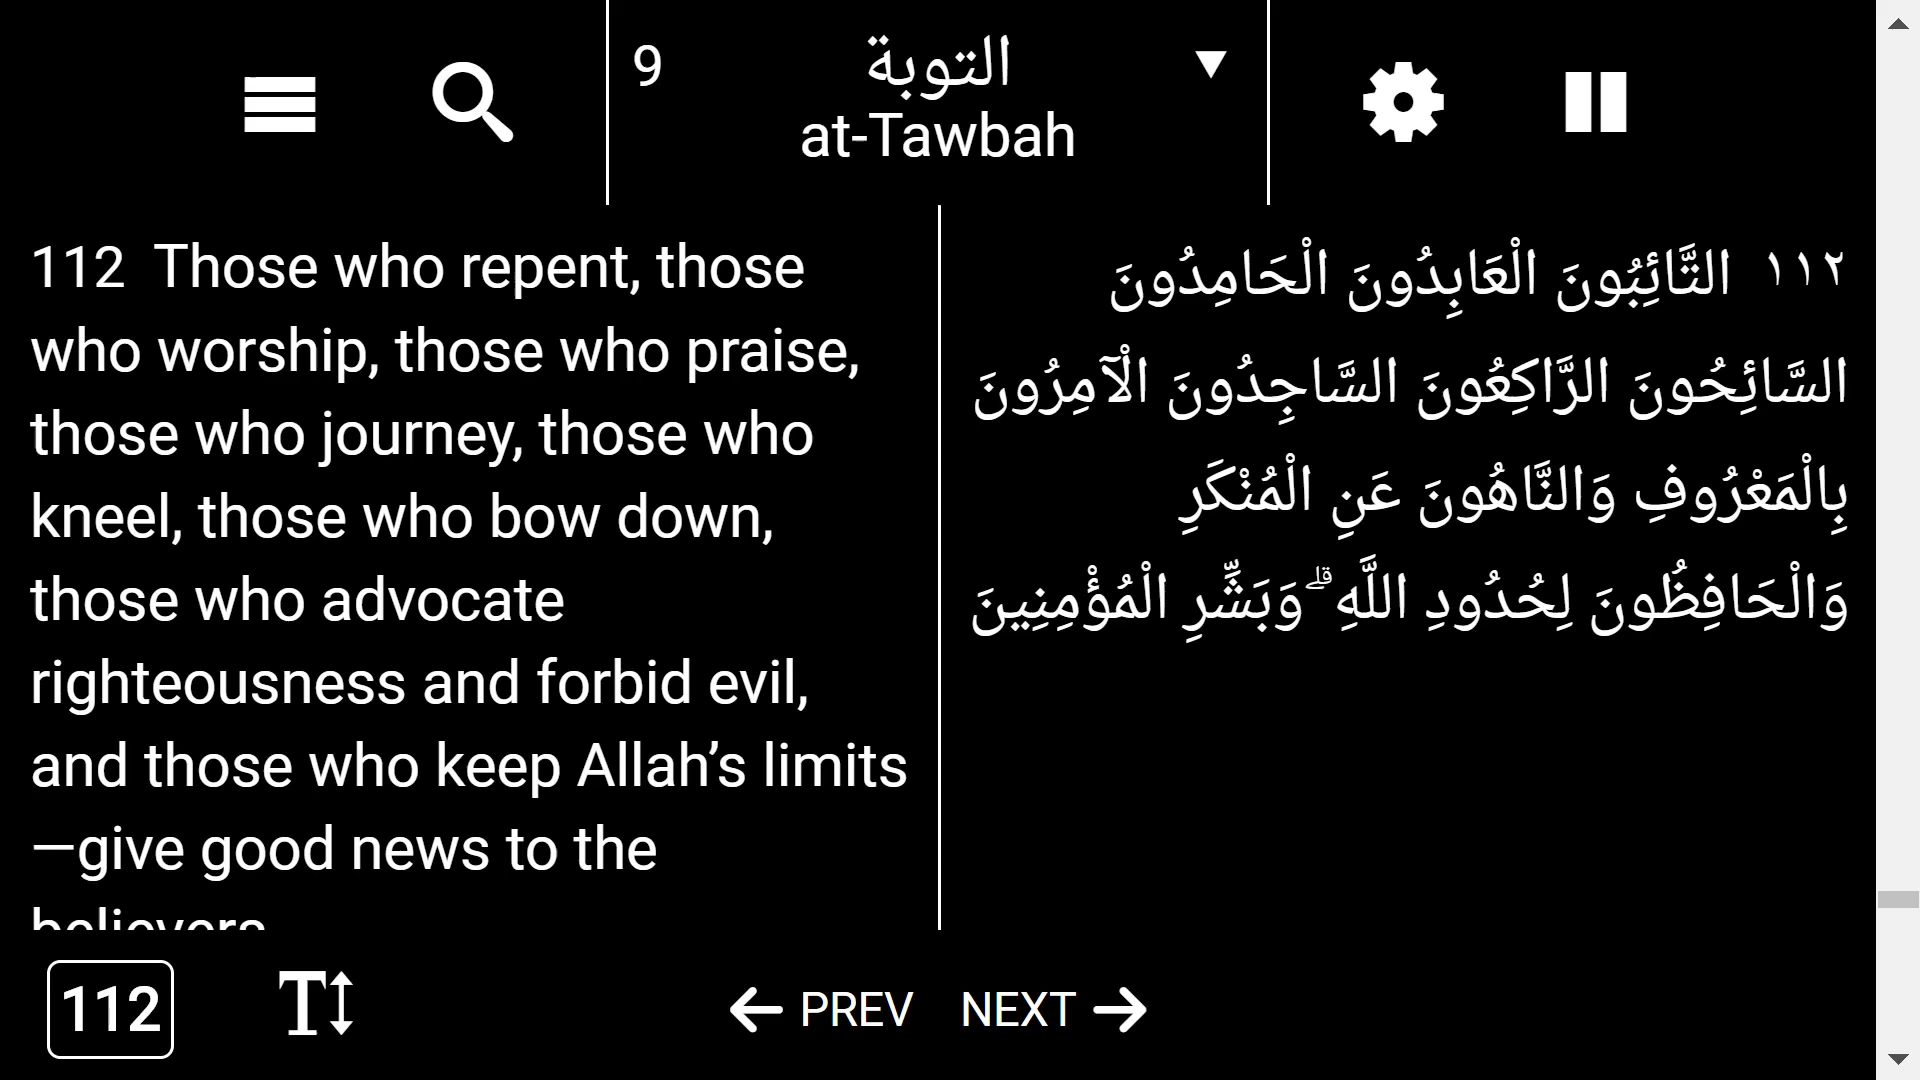 9
التوبة
at-Tawbah
112 Those who repent, those
who worship, those who praise,
those who journey, those who
kneel, those who bow down,
those who advocate
righteousness and forbid evil,
and those who keep Allah’s limits
—give good news to the
believers
١١٢ التَّائِبُونَ الْعَابِدُونَ الْحَامِدُونَ
السَّائِحُونَ الرَّاكِعُونَ السَّاجِدُونَ الْآمِرُونَ
بِالْمَعْرُوفِ وَالنَّاهُونَ عَنِ الْمُنْكَرِ
وَالْحَافِظُونَ لِحُدُودِ اللَّهِ ۗ وَبَشِّرِ الْمُؤْمِنِينَ
112
T
PREV
NEXT